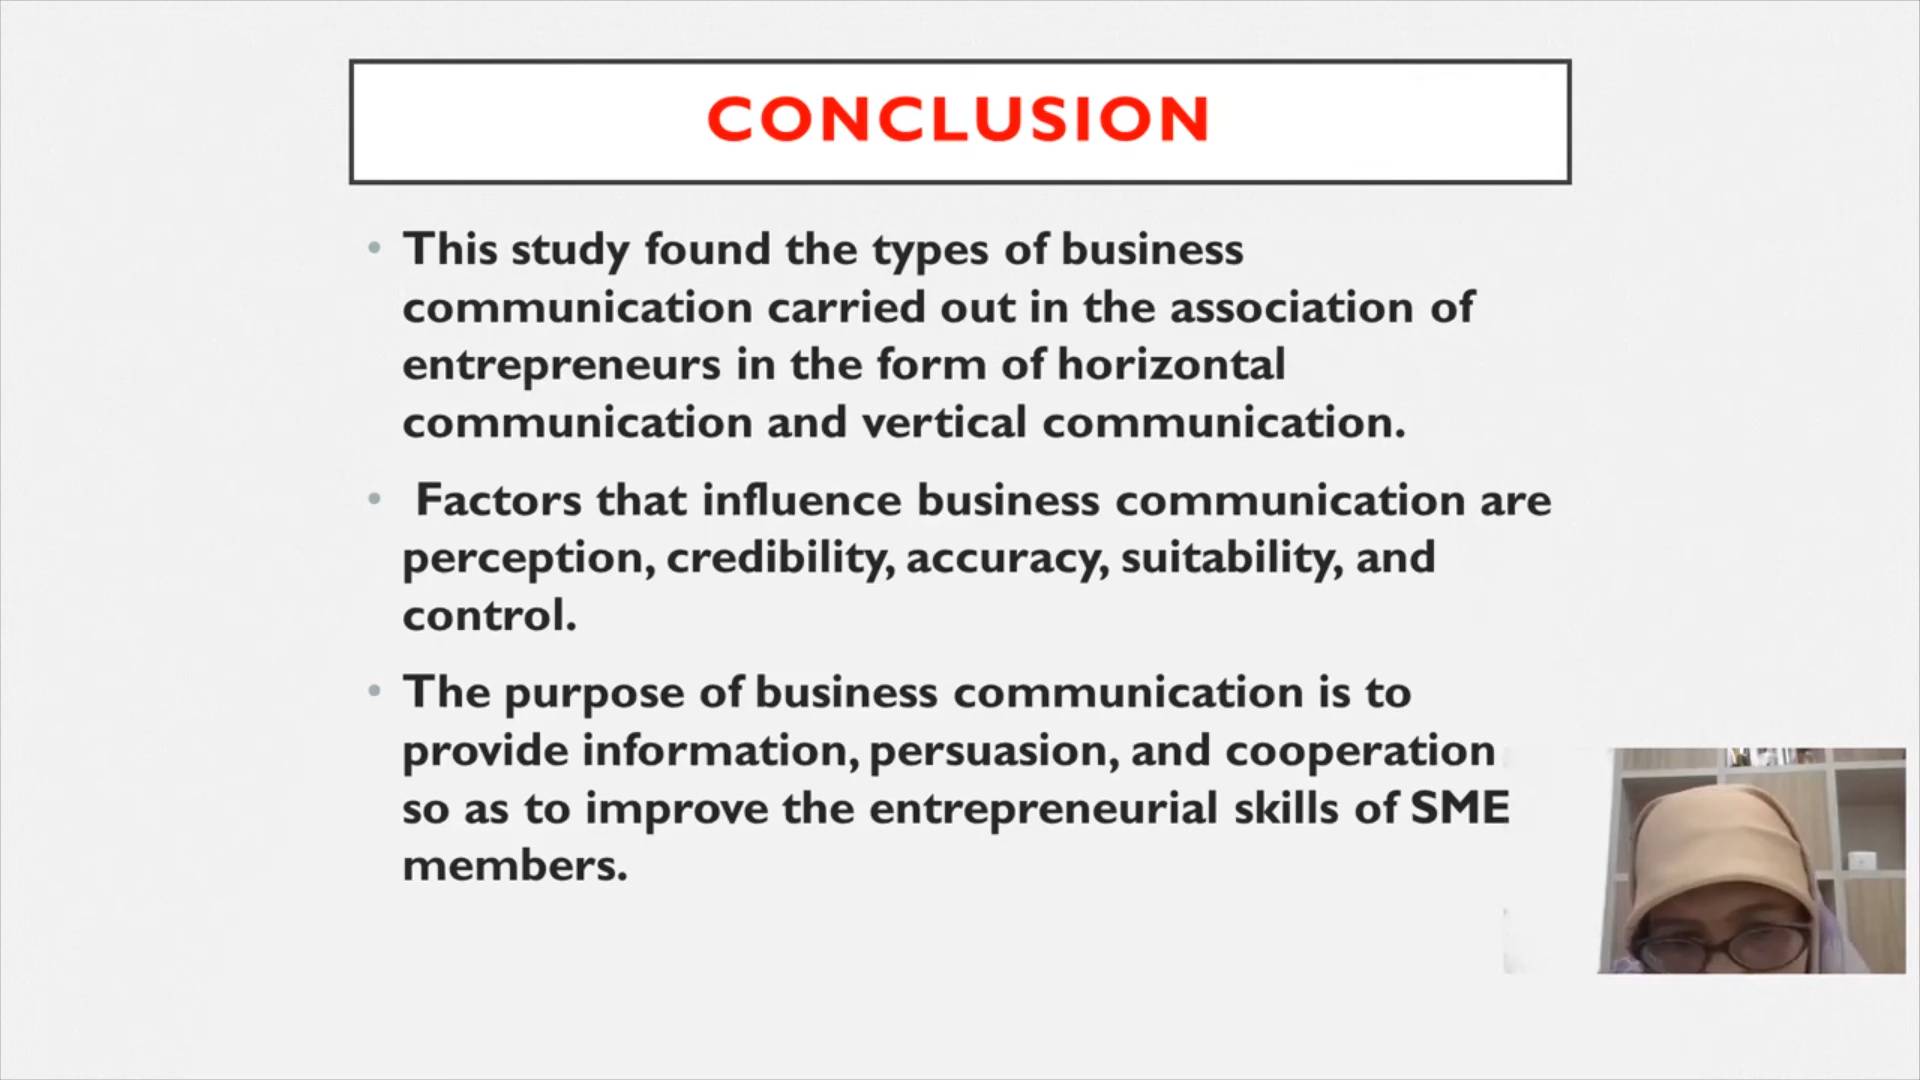 CONCLUSION
• This study found the types of business
communication carried out in the association of
entrepreneurs in the form of horizontal
communication and vertical communication.
• Factors that influence business communication are
perception, credibility, accuracy, suitability, and
control.
• The purpose of business communication is to
provide information, persuasion, and cooperation
so as to improve the entrepreneurial skills of SME
members.